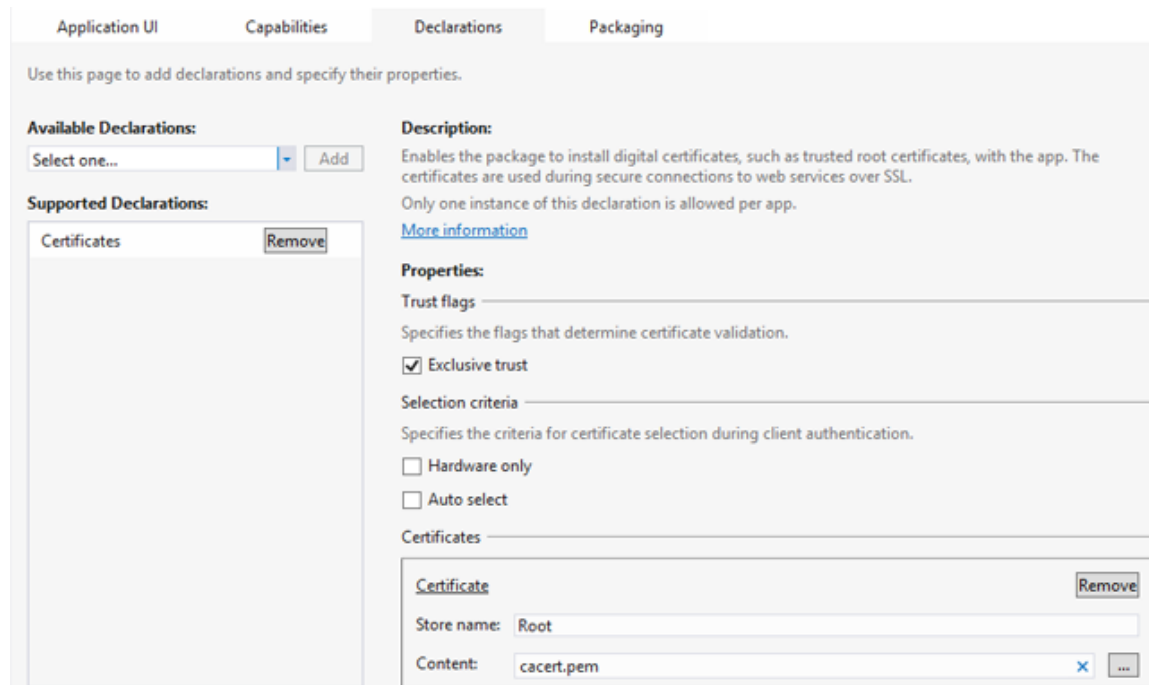 Application UI Capabilities Declarations Packaging
Use this page to add declarations and specify their properties.
Available Declarations:
Select one...
Add
Supported Declarations:
Certificates
Remove
Description:
Enables the package to install digital certificates, such as trusted root certificates, with the app. The
certificates are used during secure connections to web services over SSL.
Only one instance of this declaration is allowed per app.
More information
Properties:
Trust flags
Specifies the flags that determine certificate validation.
Exclusive trust
Selection criteria
Specifies the criteria for certificate selection during client authentication.
Hardware only
Auto select
Certificates
Certificate
Remove
Store name: Root
Content: cacert.pem
...